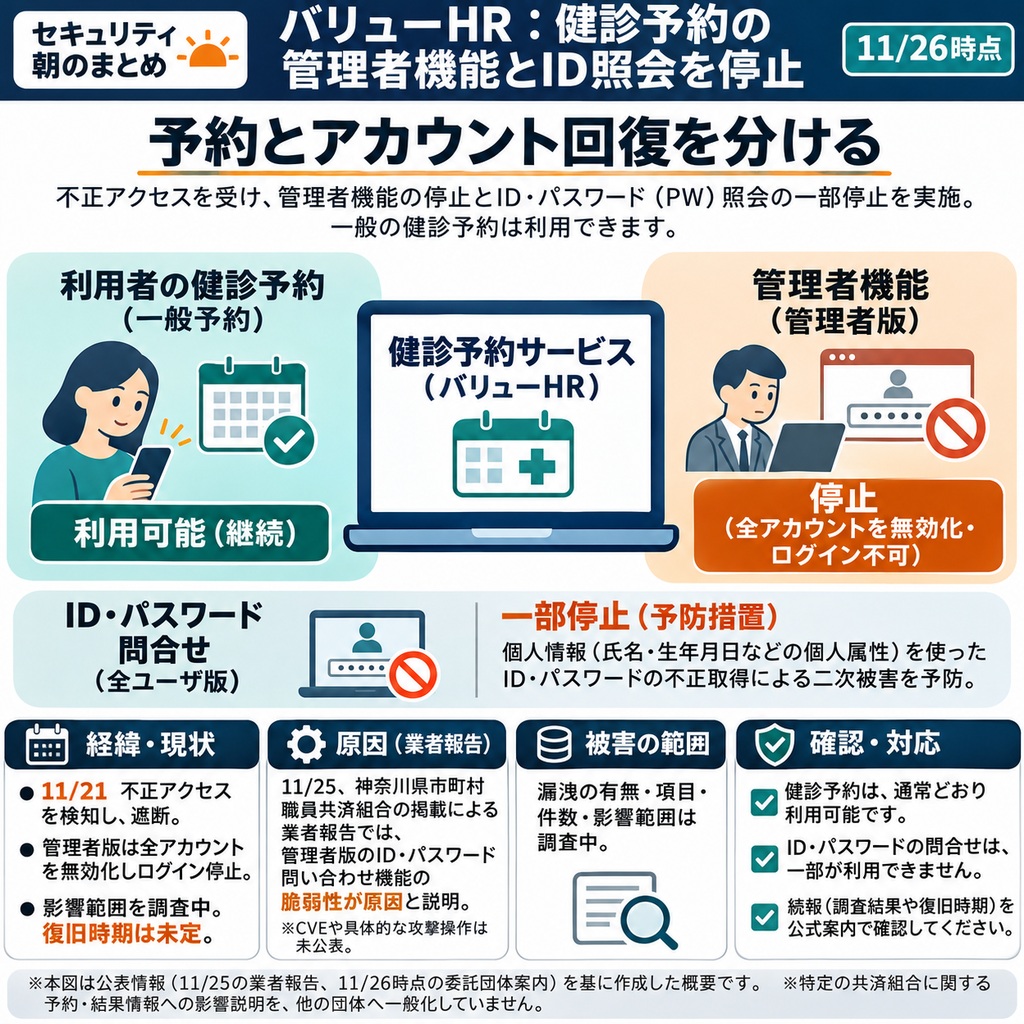 セキュリティ
朝のまとめ
バリューHR：健診予約の
管理者機能とID照会を停止
11/26時点
予約とアカウント回復を分ける
不正アクセスを受け、管理者機能の停止とID・パスワード（PW）照会の一部停止を実施。
一般の健診予約は利用できます。
利用者の健診予約
（一般予約）
利用可能（継続）
健診予約サービス
（バリューHR）
管理者機能
（管理者版）
停止
（全アカウントを無効化・
ログイン不可）
ID・パスワード
問合せ
（全ユーザ版）
一部停止（予防措置）
個人情報（氏名・生年月日などの個人属性）を使った
ID・パスワードの不正取得による二次被害を予防。
経緯・現状
● 11/21 不正アクセス
を検知し、遮断。
● 管理者版は全アカウント
を無効化しログイン停止。
● 影響範囲を調査中。
復旧時期は未定。
原因（業者報告）
11/25、神奈川県市町村
職員共済組合の掲載による
業者報告では、
管理者版のID・パスワード
問い合わせ機能の
脆弱性が原因と説明。
※CVEや具体的な攻撃操作は
未公表。
被害の範囲
漏洩の有無・項目・
件数・影響範囲は
調査中。
確認・対応
健診予約は、通常どおり
利用可能です。
ID・パスワードの問合せは、
一部が利用できません。
続報（調査結果や復旧時期）を
公式案内で確認してください。
※本図は公表情報（11/25の業者報告、11/26時点の委託団体案内）を基に作成した概要です。 ※特定の共済組合に関する
予約・結果情報への影響説明を、他の団体へ一般化していません。